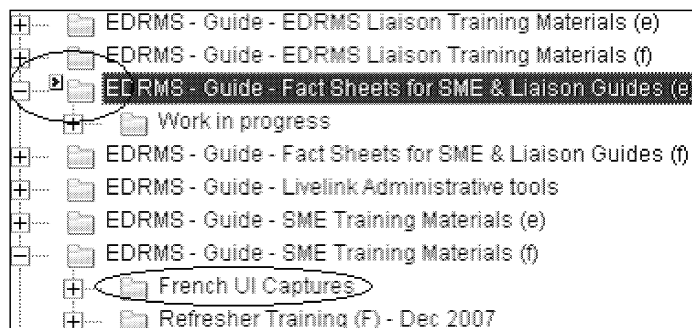 EDRMS - Guide - EDRMS Liaison Training Materials (e)
EDRMS - Guide - EDRMS Liaison Training Materials (f)
EDRMS - Guide - Fact Sheets for SME & Liaison Guides (e
Work in progress
EDRMS - Guide - Fact Sheets for SME & Liaison Guides (f)
EDRMS - Guide - Livelink Administrative tools
EDRMS - Guide - SME Training Materials (e)
EDRMS - Guide - SME Training Materials (f)
French UI Captures
Refresher Training (F) - Dec 2007